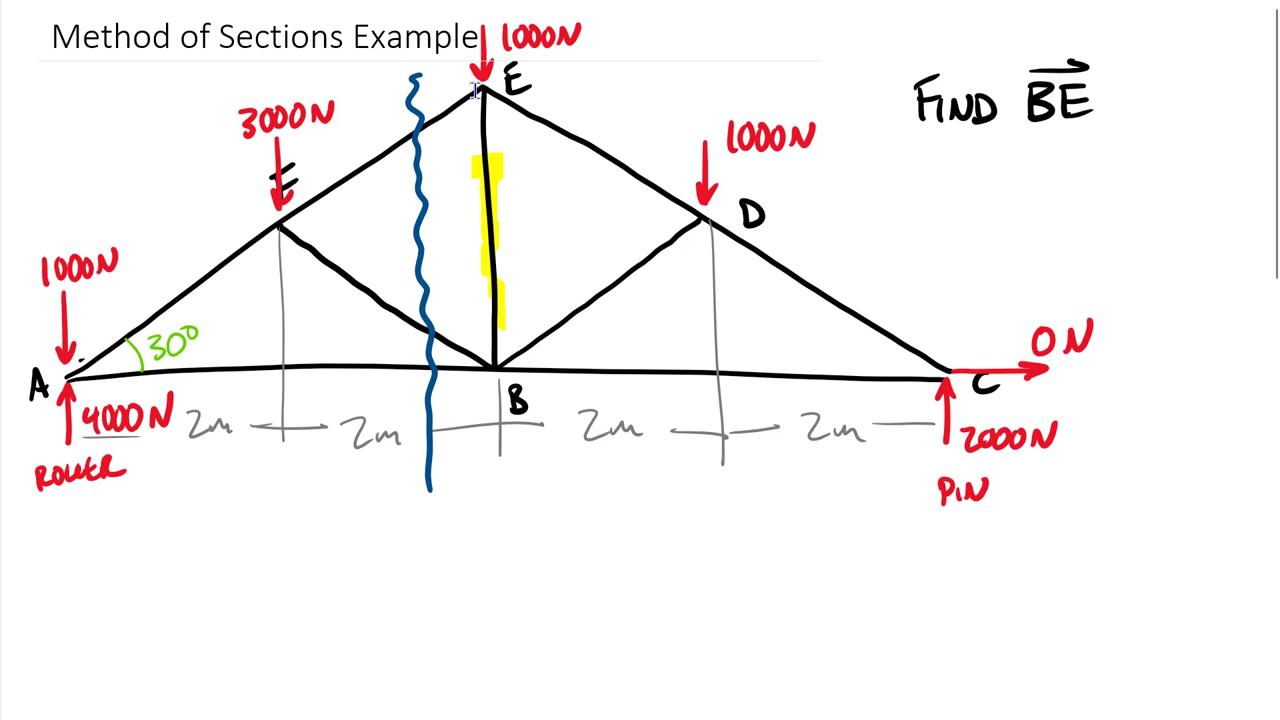 Method of Sections Example
1000N
E
FIND BE
3000N
1000N
D
1000N
30°
0N
A
C
B
4000N
2m
2m
2m
2m
2000N
ROLLER
PIN